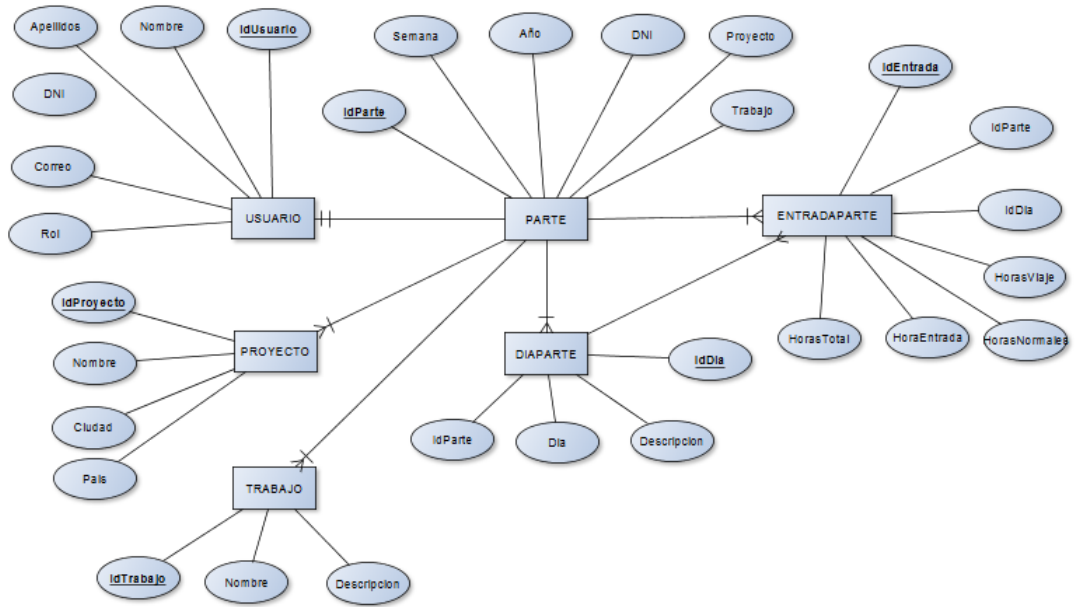 Apellidos
Nombre
IdUsuario
DNI
Correo
Rol
USUARIO
Semana
Año
DNI
Proyecto
IdParte
Trabajo
PARTE
IdEntrada
IdParte
IdDia
HorasViaje
HorasNormales
HoraEntrada
HorasTotal
ENTRADAPARTE
IdProyecto
Nombre
Ciudad
Pais
PROYECTO
DIAPARTE
IdDia
IdParte
Dia
Descripcion
TRABAJO
IdTrabajo
Nombre
Descripcion